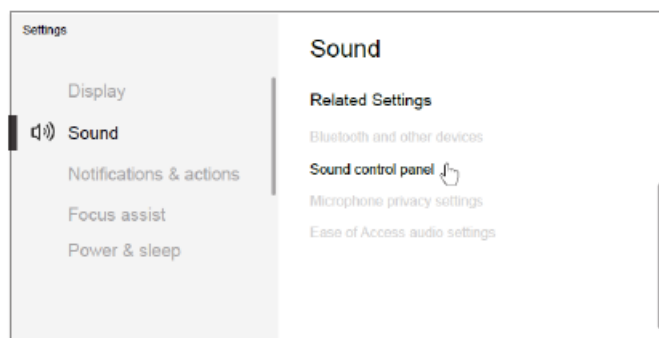 Settings
Display
Sound
Notifications & actions
Focus assist
Power & sleep
Sound
Related Settings
Bluetooth and other devices
Sound control panel
Microphone privacy settings
Ease of Access audio settings